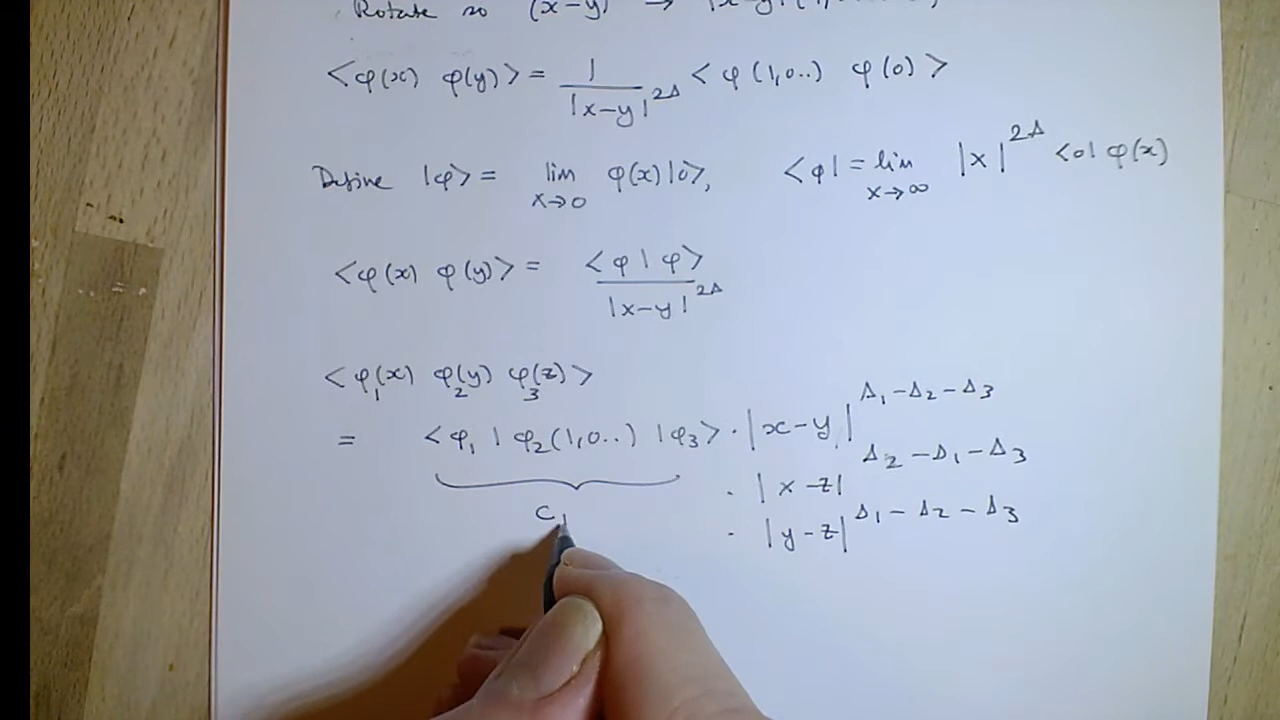 Rotate so (x-y) → |x-y| (1,
<φ(x) φ(y)> = 1 / |x-y|^2Δ <φ(1,0..) φ(0)>
Define |φ> = lim x→0 φ(x)|0>, <φ| = lim x→∞ |x|^2Δ <0| φ(x)
<φ(x) φ(y)> = <φ|φ> / |x-y|^2Δ
<φ₁(x) φ₂(y) φ₃(z)>
= <φ₁| φ₂(1,0..) |φ₃> · |x-y|^Δ₁-Δ₂-Δ₃
· |x-z|^Δ₂-Δ₁-Δ₃
· |y-z|^Δ₁-Δ₂-Δ₃
C₁